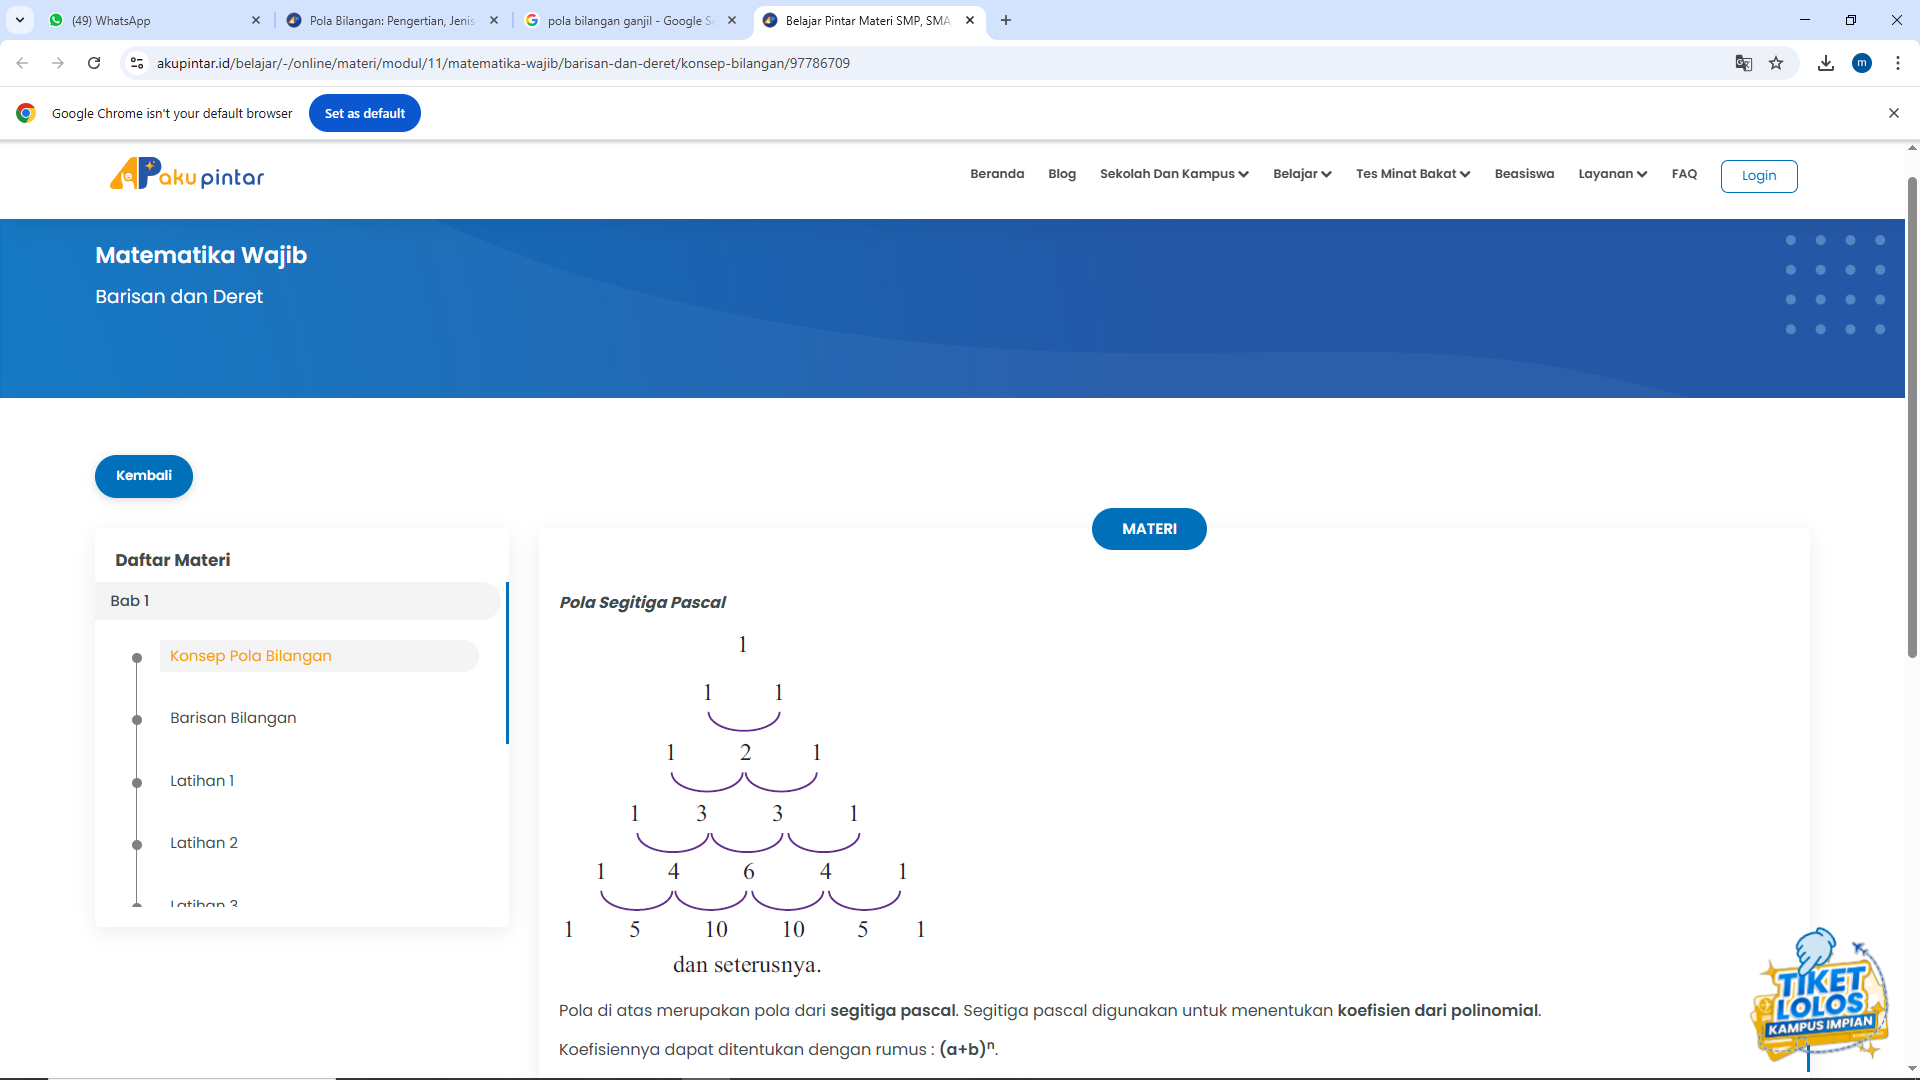 (49) WhatsApp
Pola Bilangan: Pengertian, Jenis
pola bilangan ganjil - Google Se
Belajar Pintar Materi SMP, SMA,
akupintar.id/belajar/-/online/materi/modul/11/matematika-wajib/barisan-dan-deret/konsep-bilangan/97786709
m
Google Chrome isn't your default browser
Set as default
AP aku pintar
Beranda
Blog
Sekolah Dan Kampus
Belajar
Tes Minat Bakat
Beasiswa
Layanan
FAQ
Login
Matematika Wajib
Barisan dan Deret
Kembali
MATERI
Daftar Materi
Bab 1
Konsep Pola Bilangan
Barisan Bilangan
Latihan 1
Latihan 2
Latihan 3
Pola Segitiga Pascal
1
1 1
1 2 1
1 3 3 1
1 4 6 4 1
1 5 10 10 5 1
dan seterusnya.
Pola di atas merupakan pola dari segitiga pascal. Segitiga pascal digunakan untuk menentukan koefisien dari polinomial.
Koefisiennya dapat ditentukan dengan rumus : (a+b)ⁿ.
TIKET
LOLOS
KAMPUS IMPIAN